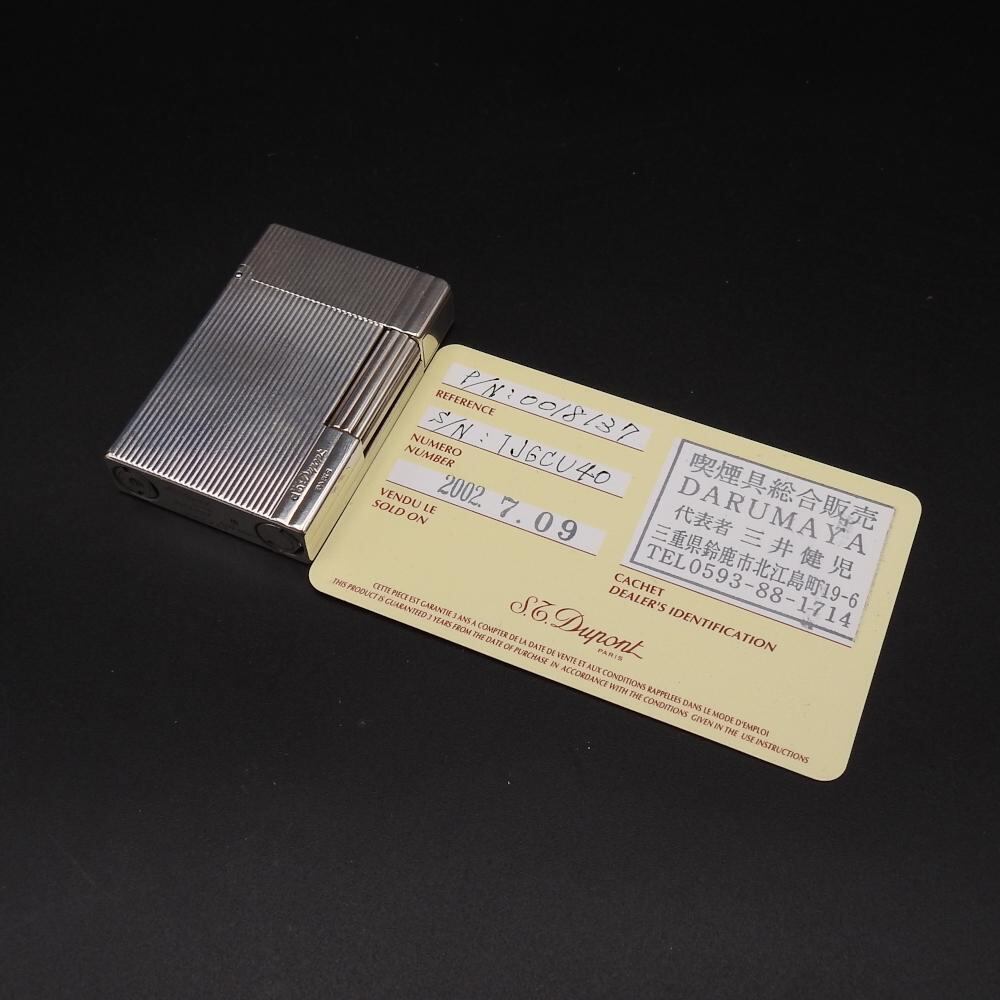 P/N:0018137
REFERENCE
S/N:1J6CU40
NUMERO
NUMBER
2002. 7.09
VENDU LE
SOLD ON
喫煙具総合販売
DARUMAYA
代表者 三井健児
三重県鈴鹿市北江島町19-6
TEL0593-88-1714
CACHET
DEALER'S IDENTIFICATION
S.T. Dupont
PARIS
CETTE PIECE EST GARANTIE 3 ANS A COMPTER DE LA DATE DE VENTE ET AUX CONDITIONS RAPPELEES DANS LE MODE D'EMPLOI
THIS PRODUCT IS GUARANTEED 3 YEARS FROM THE DATE OF PURCHASE IN ACCORDANCE WITH THE CONDITIONS GIVEN IN THE USE INSTRUCTIONS